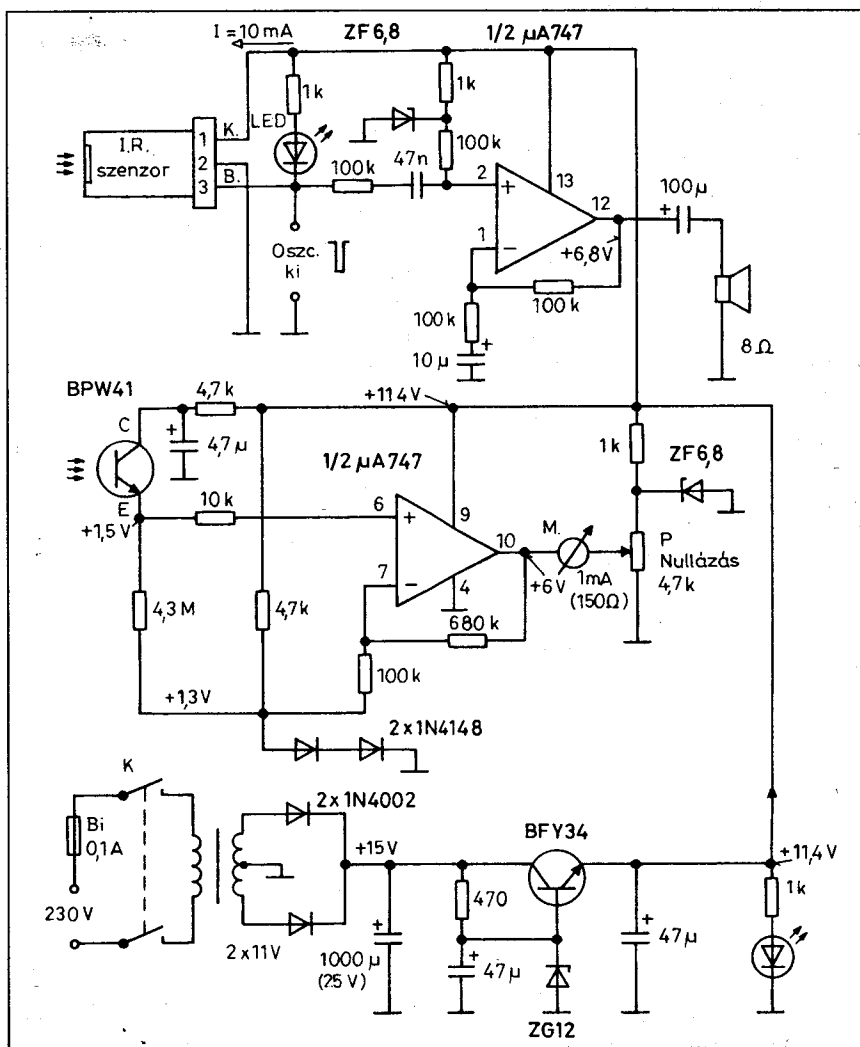 I = 10 mA
ZF 6,8
1/2 µA747
1k
LED
1k
K.
I.R.
szenzor
1
2
3
B.
100k
47n
100k
2
+
13
12
100µ
+
1
−
+6,8V
Oszc.
ki
100k
100k
10µ
+
8Ω
BPW41
4,7k
+11,4V
C
+
4,7µ
1k
ZF6,8
1/2 µA747
E
+1,5V
10k
6
+
9
10
M.
P
Nullázás
4,7k
7
−
4
+6V
1mA
(150Ω)
4,3M
4,7k
680k
100k
+1,3V
2x1N4148
K
2x1N4002
Bi
0,1A
BFY34
+15V
+11,4V
470
1k
230V
2x11V
+
1000µ
(25V)
+
47µ
+
47µ
ZG12